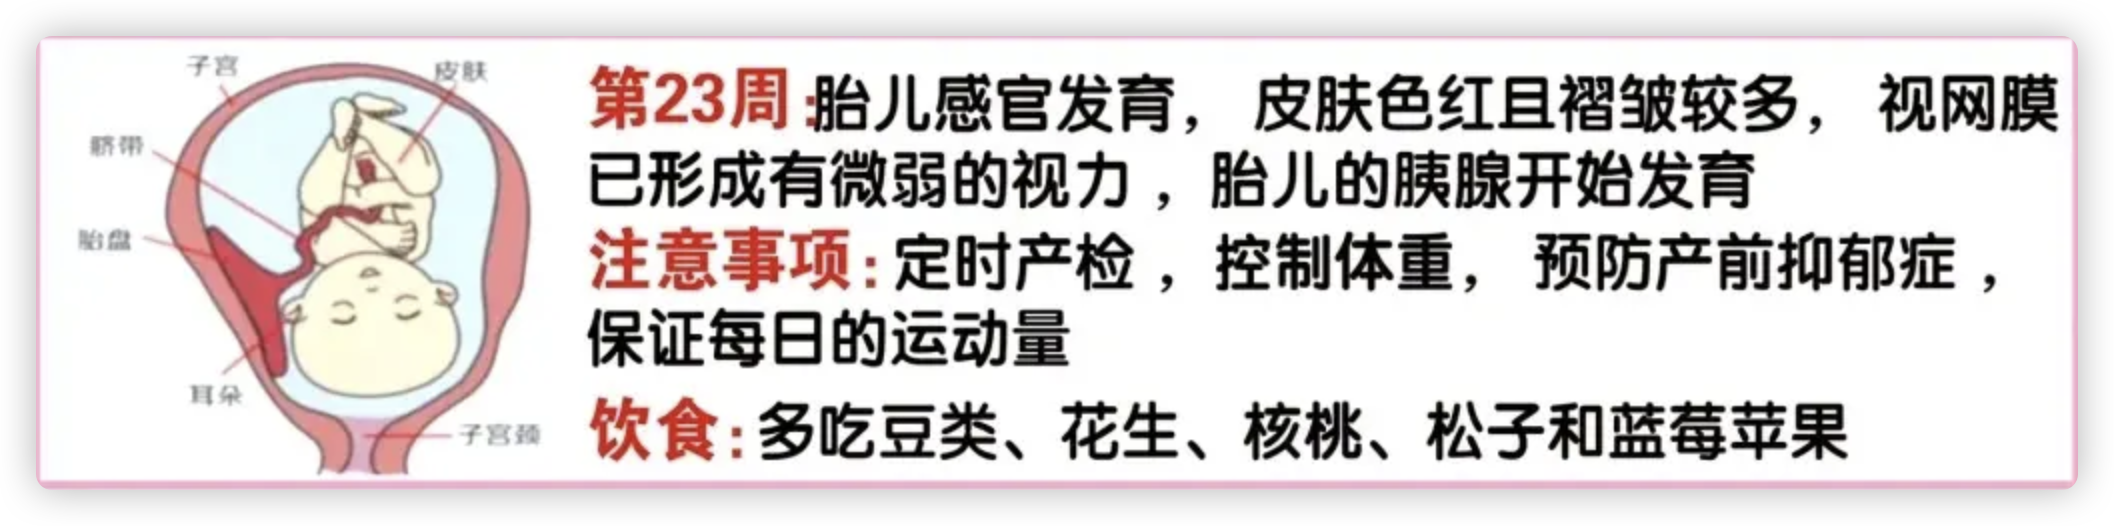 子宫
皮肤
脐带
胎盘
耳朵
子宫颈
第23周:胎儿感官发育， 皮肤色红且褶皱较多， 视网膜
已形成有微弱的视力 ，胎儿的胰腺开始发育
注意事项:定时产检 ，控制体重， 预防产前抑郁症 ，
保证每日的运动量
饮食:多吃豆类、花生、核桃、松子和蓝莓苹果